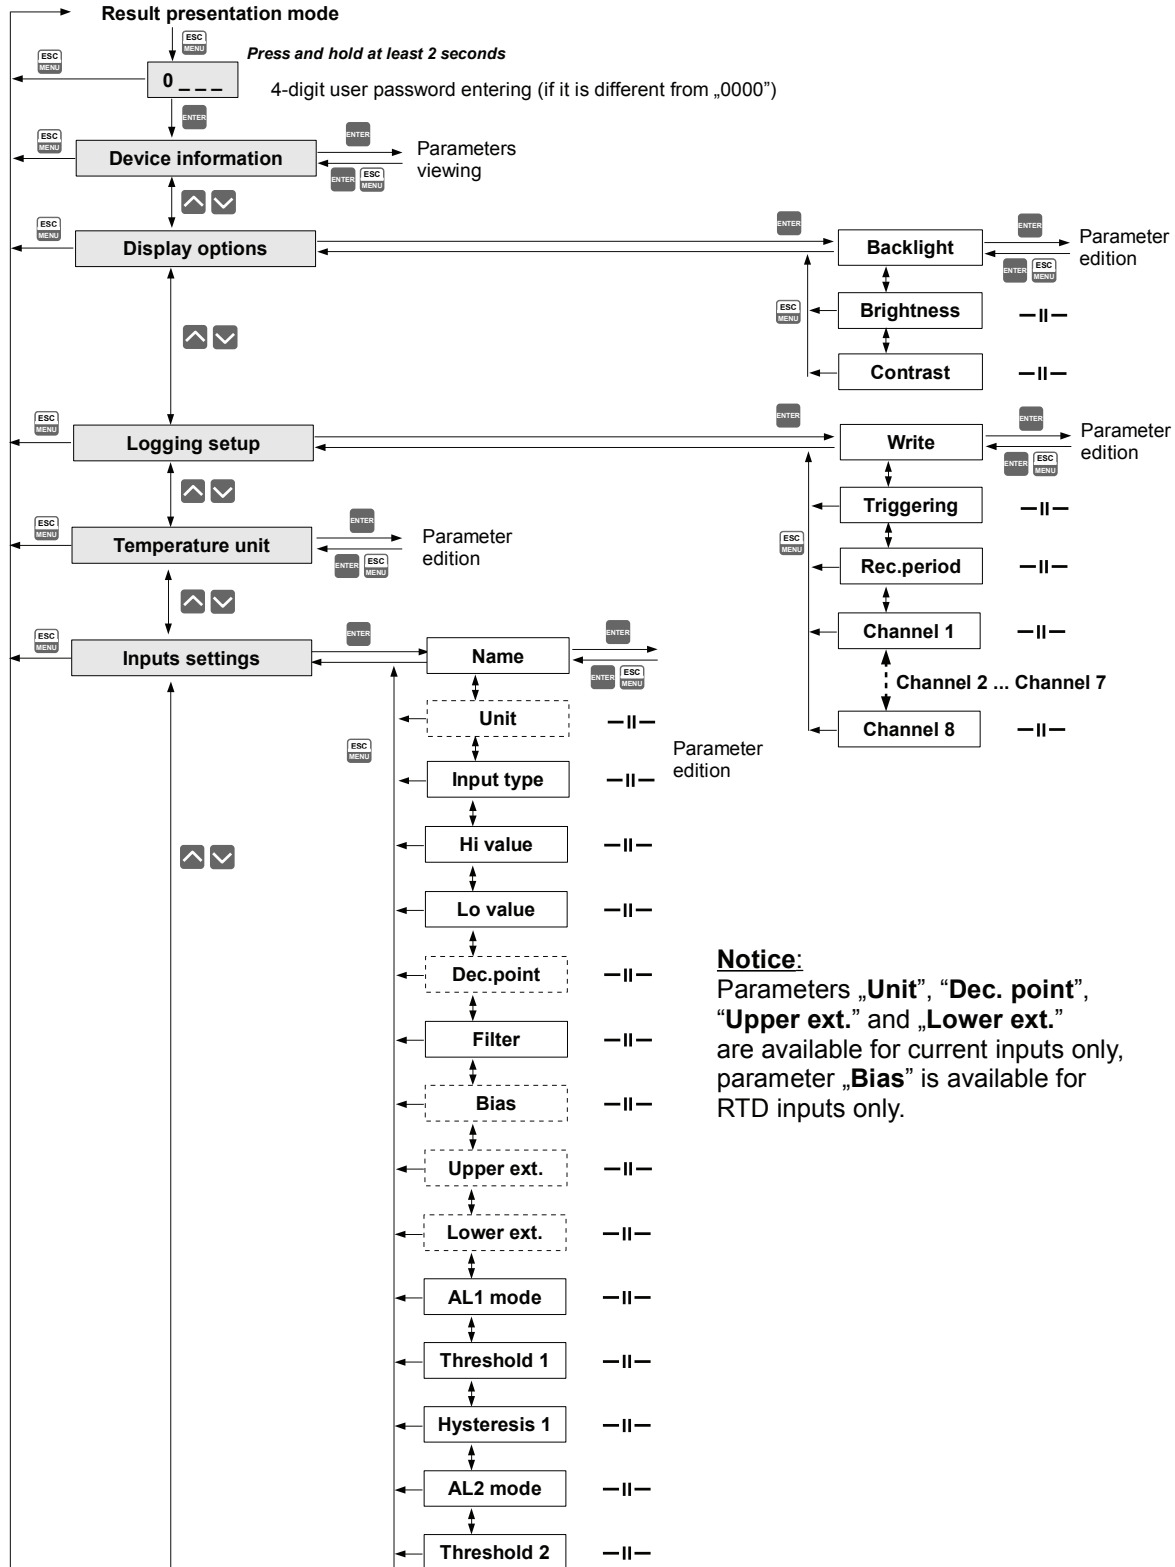 Result presentation mode
ESC
MENU
Press and hold at least 2 seconds
ESC
MENU
0 _ _ _
4-digit user password entering (if it is different from „0000”)
ENTER
ESC
MENU
Device information
ENTER
Parameters
viewing
ENTER ESC
MENU
ESC
MENU
Display options
ENTER
Backlight
ENTER
Parameter
edition
ENTER ESC
MENU
ESC
MENU
Brightness
—II—
Contrast
—II—
ESC
MENU
Logging setup
ENTER
Write
ENTER
Parameter
edition
ENTER ESC
MENU
Triggering
—II—
ESC
MENU
Rec.period
—II—
Channel 1
—II—
Channel 2 ... Channel 7
Channel 8
—II—
ESC
MENU
Temperature unit
ENTER
Parameter
edition
ENTER ESC
MENU
ESC
MENU
Inputs settings
ENTER
Name
ENTER
ENTER ESC
MENU
Parameter
edition
ESC
MENU
Unit
—II—
Input type
—II—
Hi value
—II—
Lo value
—II—
Dec.point
—II—
Filter
—II—
Bias
—II—
Upper ext.
—II—
Lower ext.
—II—
AL1 mode
—II—
Threshold 1
—II—
Hysteresis 1
—II—
AL2 mode
—II—
Threshold 2
—II—
Notice:
Parameters „Unit”, “Dec. point”,
“Upper ext.” and „Lower ext.”
are available for current inputs only,
parameter „Bias” is available for
RTD inputs only.